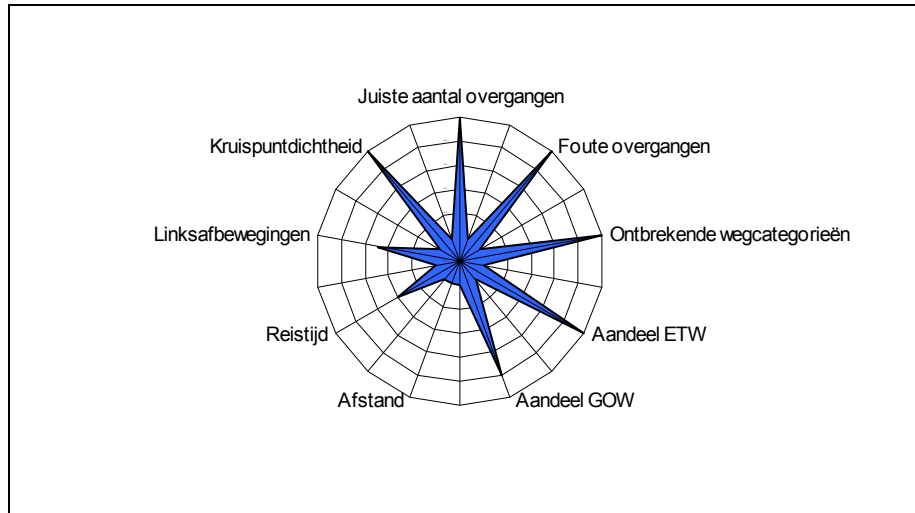 Juiste aantal overgangen
Kruispuntdichtheid
Foute overgangen
Linksafbewegingen
Ontbrekende wegcategorieën
Reistijd
Aandeel ETW
Afstand
Aandeel GOW